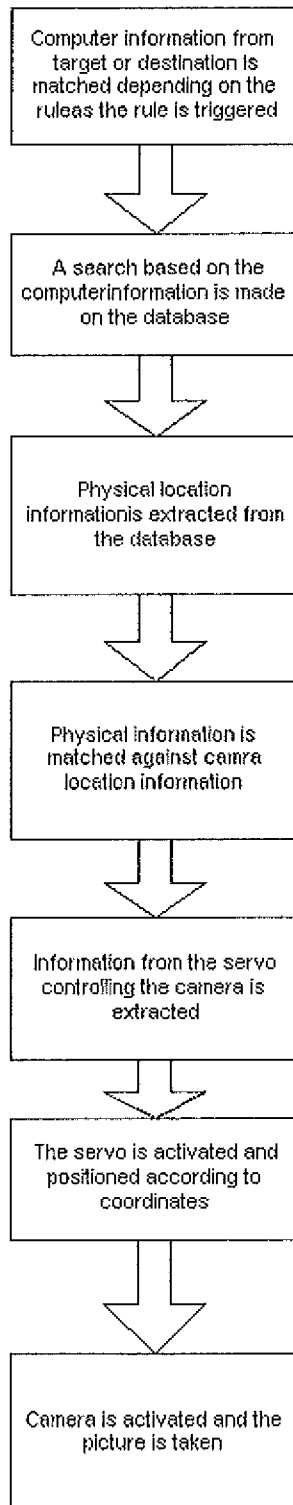 Computer information from
target or destination is
matched depending on the
ruleas the rule is triggered
A search based on the
computerinformation is made
on the database
Physical location
informationis extracted from
the database
Physical information is
matched against camra
location information
Information from the servo
controlling the camera is
extracted
The servo is activated and
positioned according to
coordinates
Camera is activated and the
picture is taken